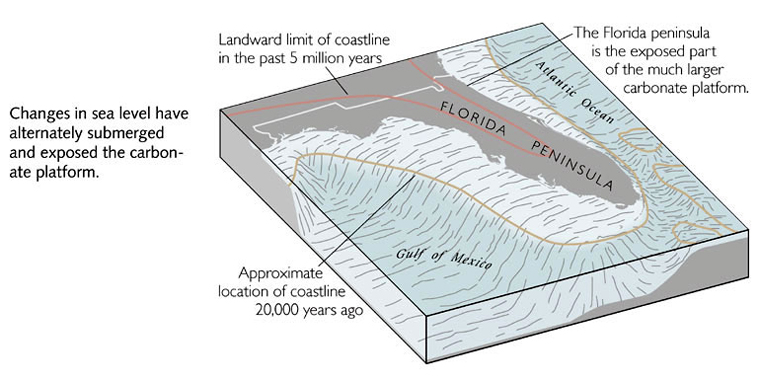 Landward limit of coastline
in the past 5 million years
The Florida peninsula
is the exposed part
of the much larger
carbonate platform.
Atlantic Ocean
Changes in sea level have
alternately submerged
and exposed the carbon-
ate platform.
FLORIDA PENINSULA
Gulf of Mexico
Approximate
location of coastline
20,000 years ago